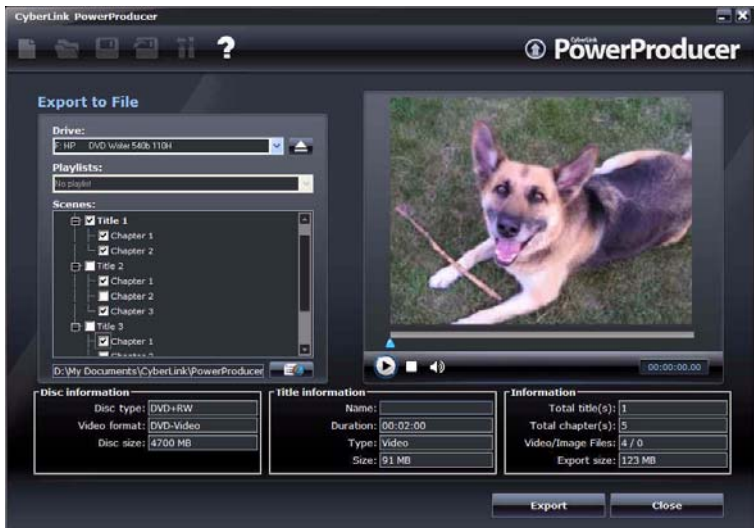 CyberLink PowerProducer
CyberLink
PowerProducer
Export to File
Drive:
F: HP DVD Writer 540b 110H
Playlists:
No playlist
Scenes:
Title 1
Chapter 1
Chapter 2
Title 2
Chapter 1
Chapter 2
Chapter 3
Title 3
Chapter 1
Chapter 2
D:\My Documents\CyberLink\PowerProducer
00:00:00.00
Disc information
Disc type: DVD+RW
Video format: DVD-Video
Disc size: 4700 MB
Title information
Name:
Duration: 00:02:00
Type: Video
Size: 91 MB
Information
Total title(s): 1
Total chapter(s): 5
Video/Image Files: 4 / 0
Export size: 123 MB
Export
Close